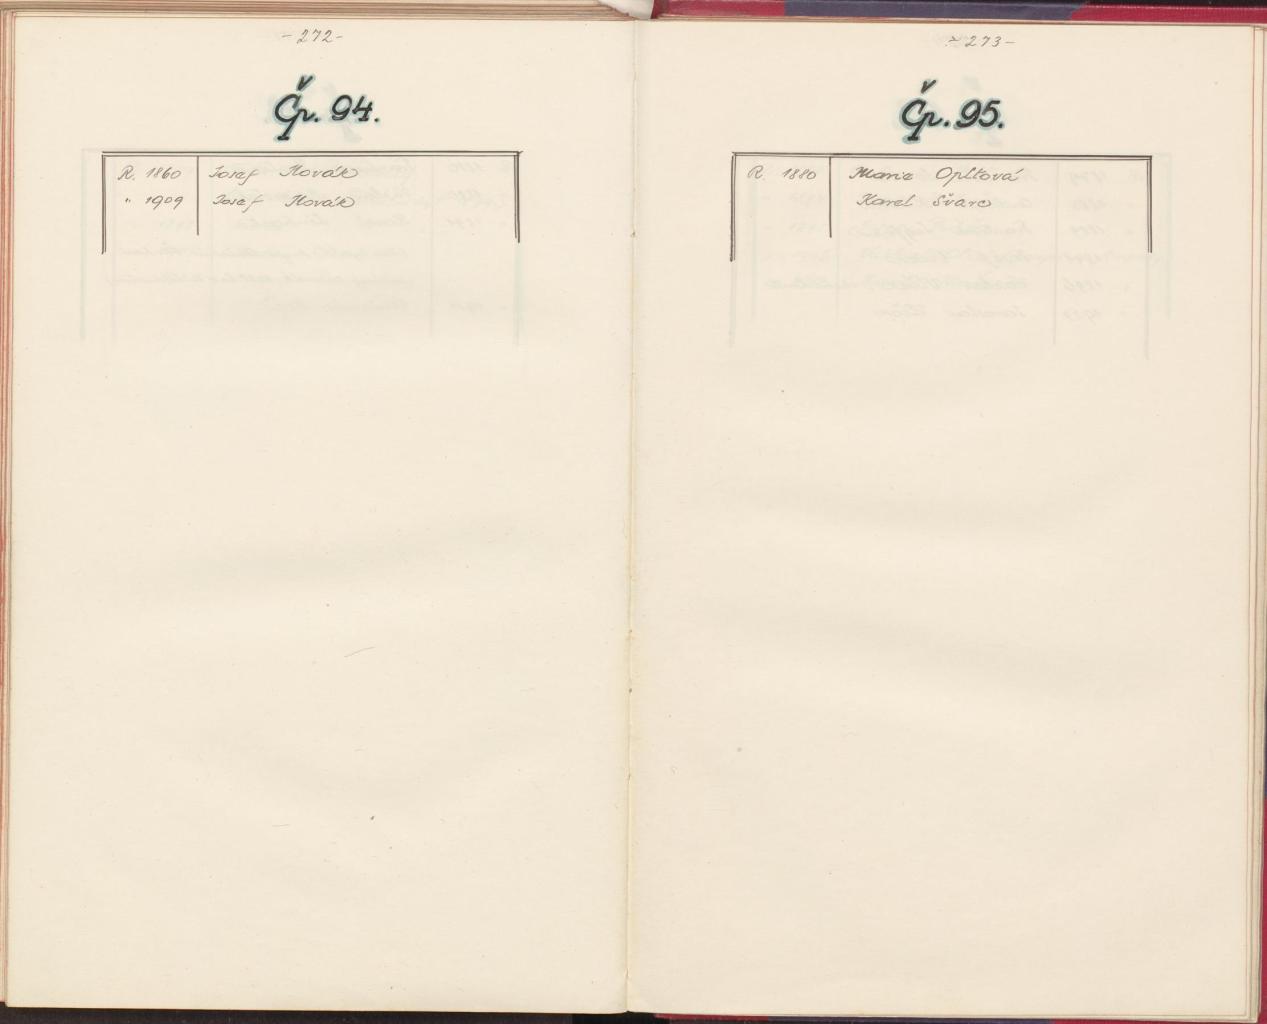 - 272 -
Čp. 94.
R. 1860 Josef Novák
" 1909 Josef Novák
- 273 -
Čp. 95.
R. 1880 Marie Opltová
Karel Švarc